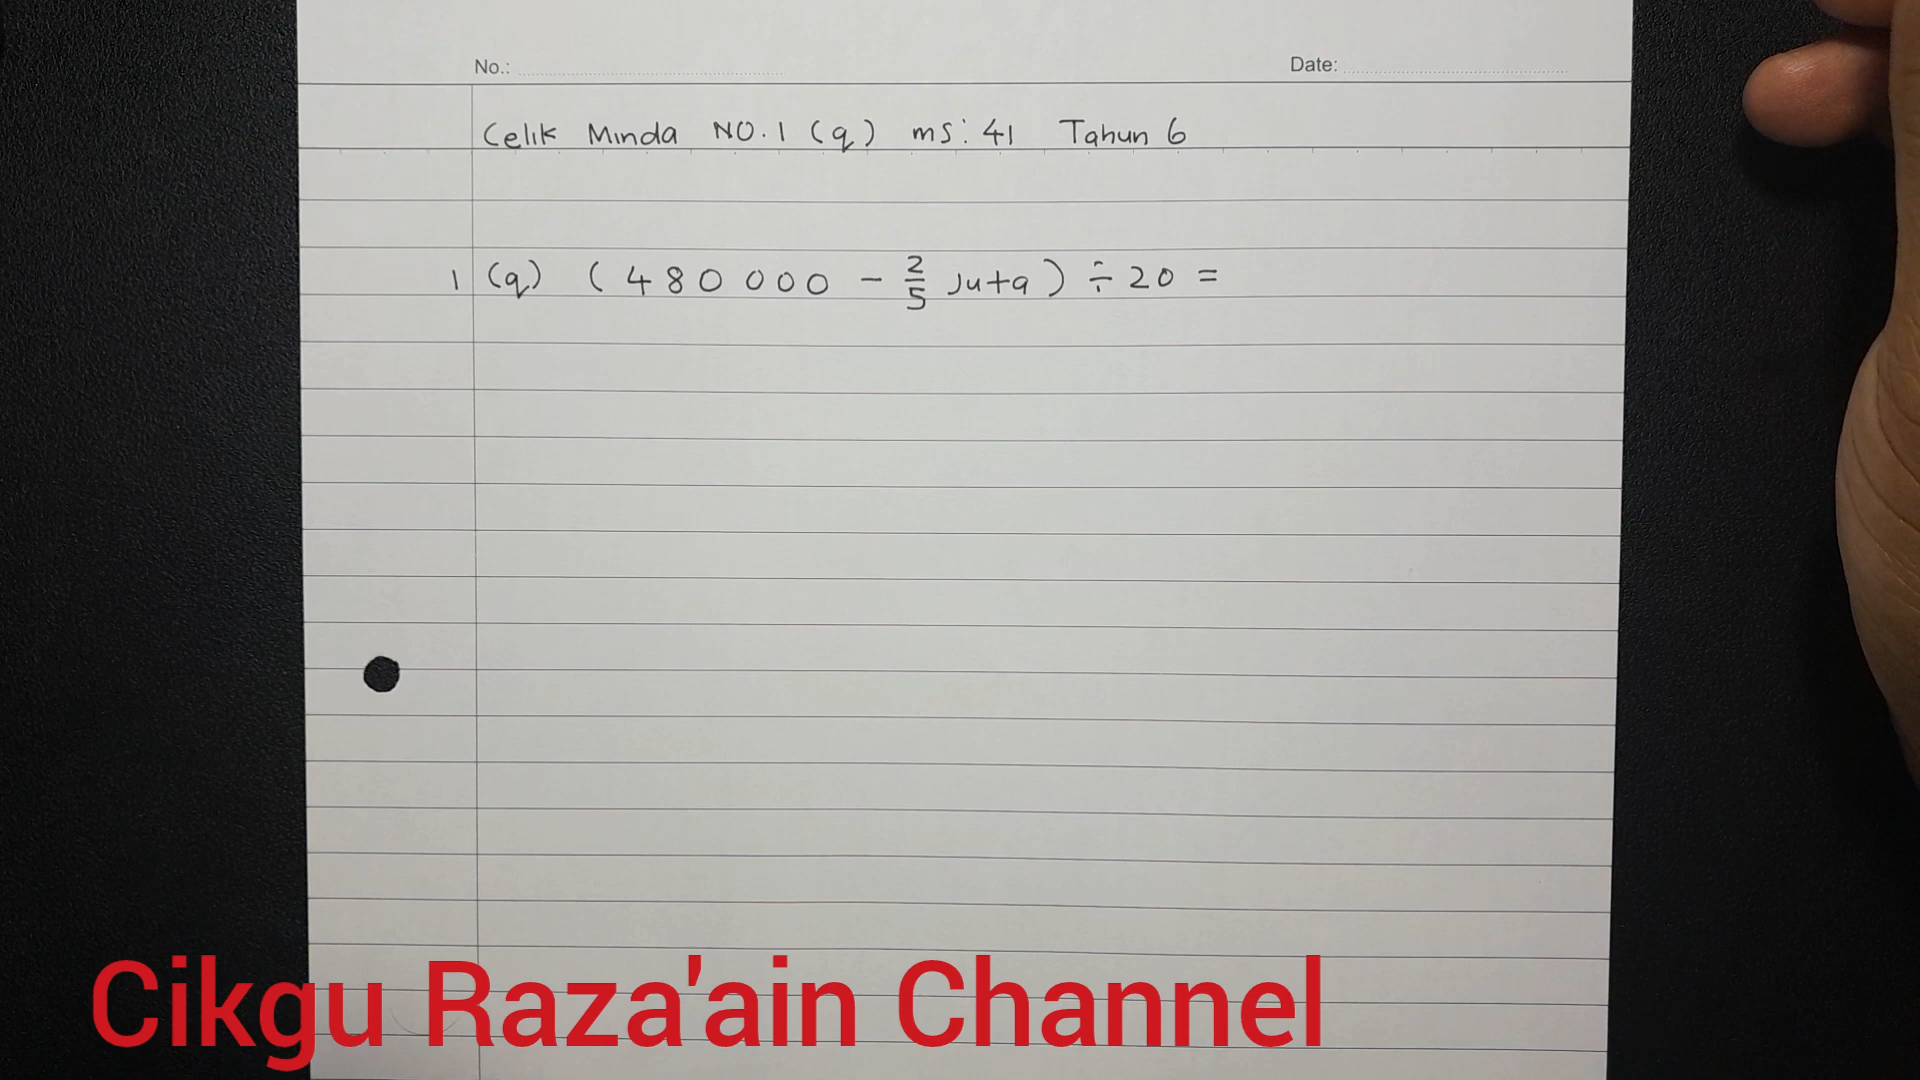 No.: Date:
Celik Minda NO.1 (q) ms: 41 Tahun 6
1 (q) (480 000 - 2/5 juta) ÷ 20 =
Cikgu Raza'ain Channel